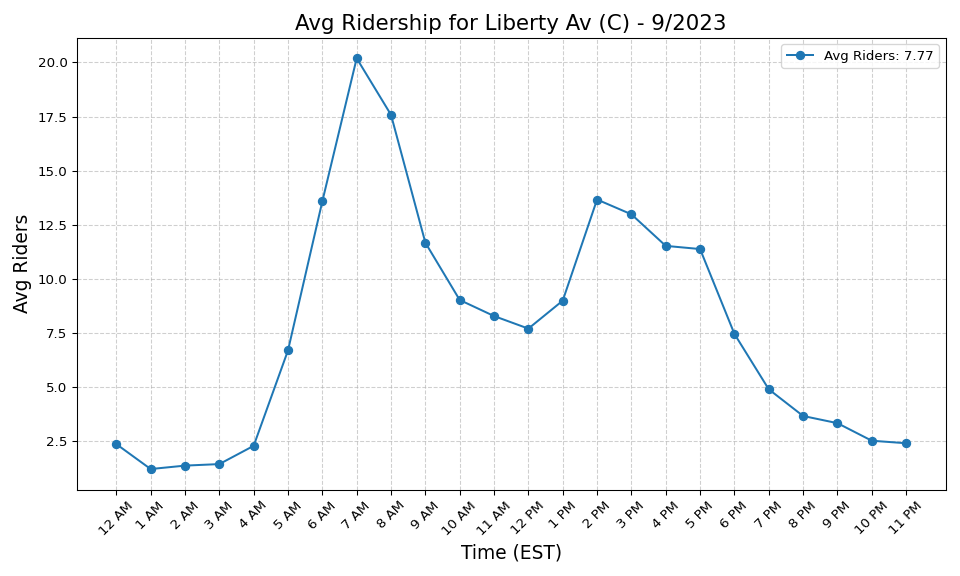 Avg Ridership for Liberty Av (C) - 9/2023
Avg Riders: 7.77
Avg Riders
20.0
17.5
15.0
12.5
10.0
7.5
5.0
2.5
12 AM
1 AM
2 AM
3 AM
4 AM
5 AM
6 AM
7 AM
8 AM
9 AM
10 AM
11 AM
12 PM
1 PM
2 PM
3 PM
4 PM
5 PM
6 PM
7 PM
8 PM
9 PM
10 PM
11 PM
Time (EST)